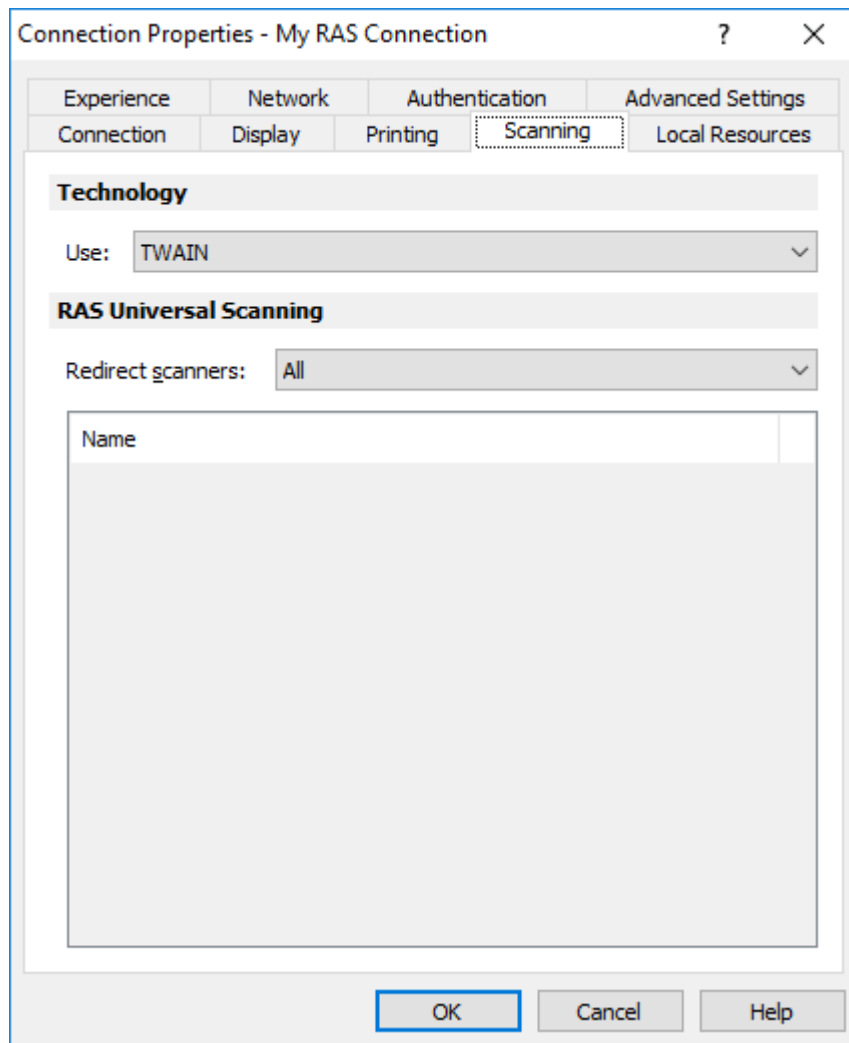 Connection Properties - My RAS Connection ?
Experience Network Authentication Advanced Settings
Connection Display Printing Scanning Local Resources
Technology
Use: TWAIN
RAS Universal Scanning
Redirect scanners: All
Name
OK Cancel Help